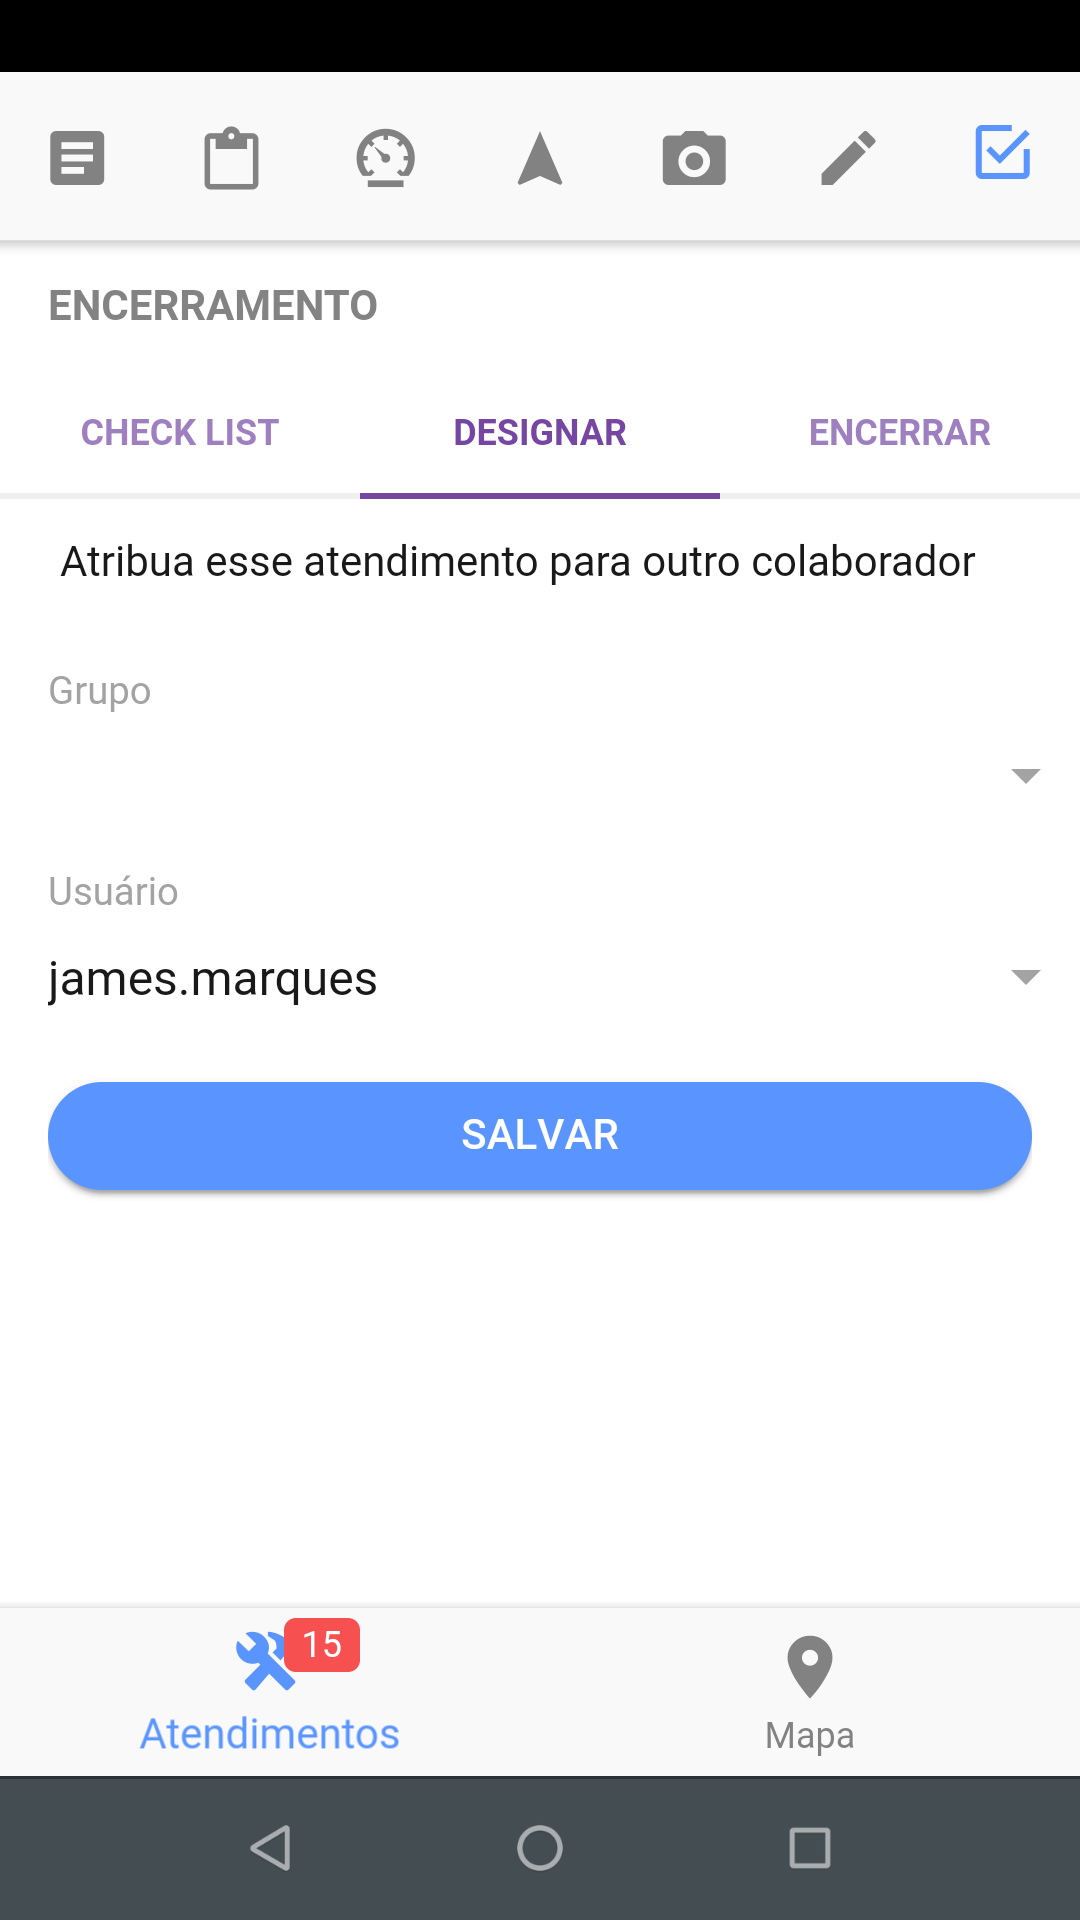 ENCERRAMENTO
CHECK LIST DESIGNAR ENCERRAR
Atribua esse atendimento para outro colaborador
Grupo
Usuário
james.marques
SALVAR
15
Atendimentos Mapa